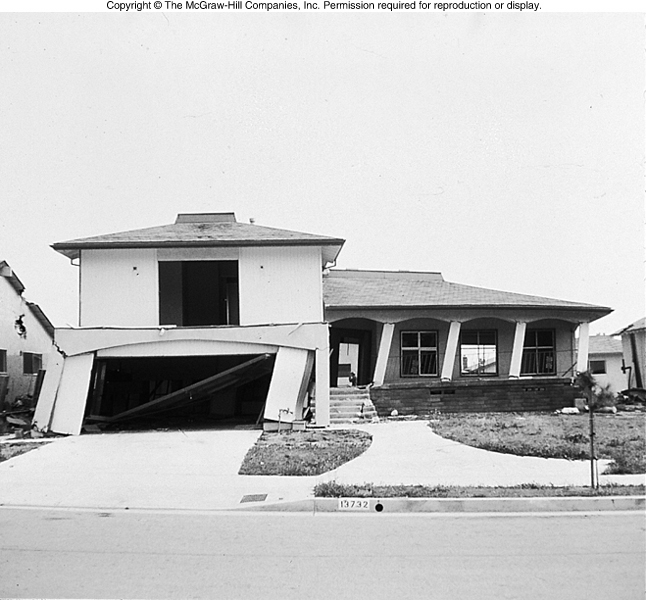 Copyright © The McGraw-Hill Companies, Inc. Permission required for reproduction or display.
13732